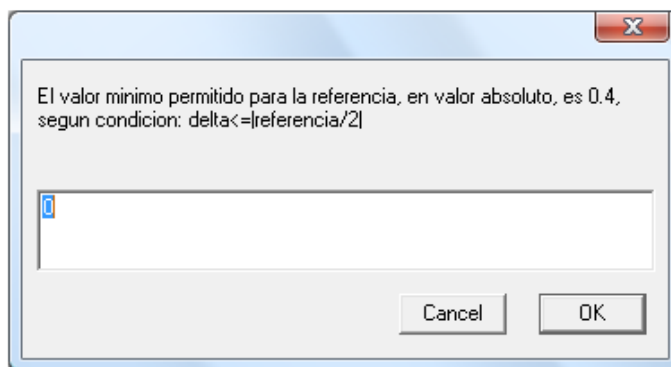 El valor minimo permitido para la referencia, en valor absoluto, es 0.4,
segun condicion: delta<=|referencia/2|
0
Cancel
OK